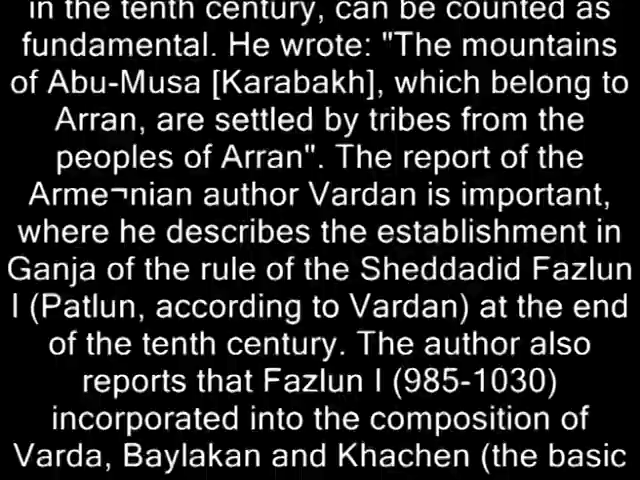 in the tenth century, can be counted as
fundamental. He wrote: "The mountains
of Abu-Musa [Karabakh], which belong to
Arran, are settled by tribes from the
peoples of Arran". The report of the
Arme¬nian author Vardan is important,
where he describes the establishment in
Ganja of the rule of the Sheddadid Fazlun
I (Patlun, according to Vardan) at the end
of the tenth century. The author also
reports that Fazlun I (985-1030)
incorporated into the composition of
Varda, Baylakan and Khachen (the basic